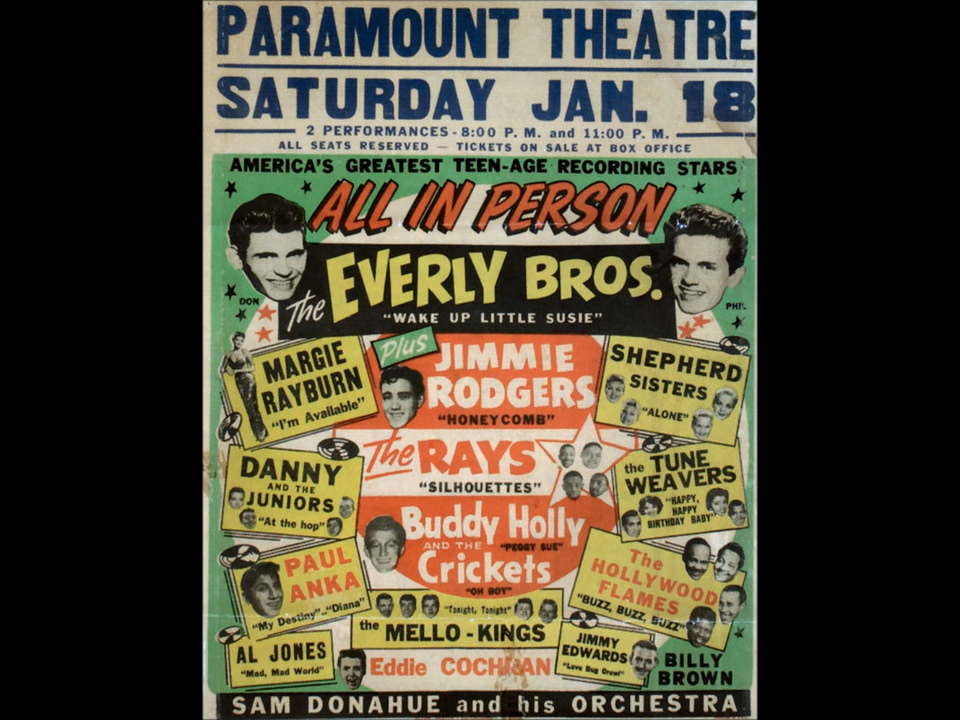 PARAMOUNT THEATRE
SATURDAY JAN. 18
2 PERFORMANCES - 8:00 P. M. and 11:00 P. M.
ALL SEATS RESERVED — TICKETS ON SALE AT BOX OFFICE
AMERICA'S GREATEST TEEN-AGE RECORDING STARS
ALL IN PERSON
The EVERLY BROS.
DON
PHIL
"WAKE UP LITTLE SUSIE"
MARGIE
RAYBURN
"I'm Available"
Plus
JIMMIE
RODGERS
"HONEYCOMB"
SHEPHERD
SISTERS
"ALONE"
The RAYS
"SILHOUETTES"
DANNY
AND THE
JUNIORS
"At the hop"
the TUNE
WEAVERS
"HAPPY,
HAPPY
BIRTHDAY BABY"
Buddy Holly
AND THE "PEGGY SUE"
Crickets
"OH BOY"
PAUL
ANKA
"My Destiny"-"Diana"
The
HOLLYWOOD
FLAMES
"BUZZ, BUZZ, BUZZ"
"Tonight, Tonight"
the MELLO-KINGS
AL JONES
"Mad, Mad World"
Eddie COCHRAN
JIMMY
EDWARDS
"Love Bug Crawl"
BILLY
BROWN
SAM DONAHUE and his ORCHESTRA